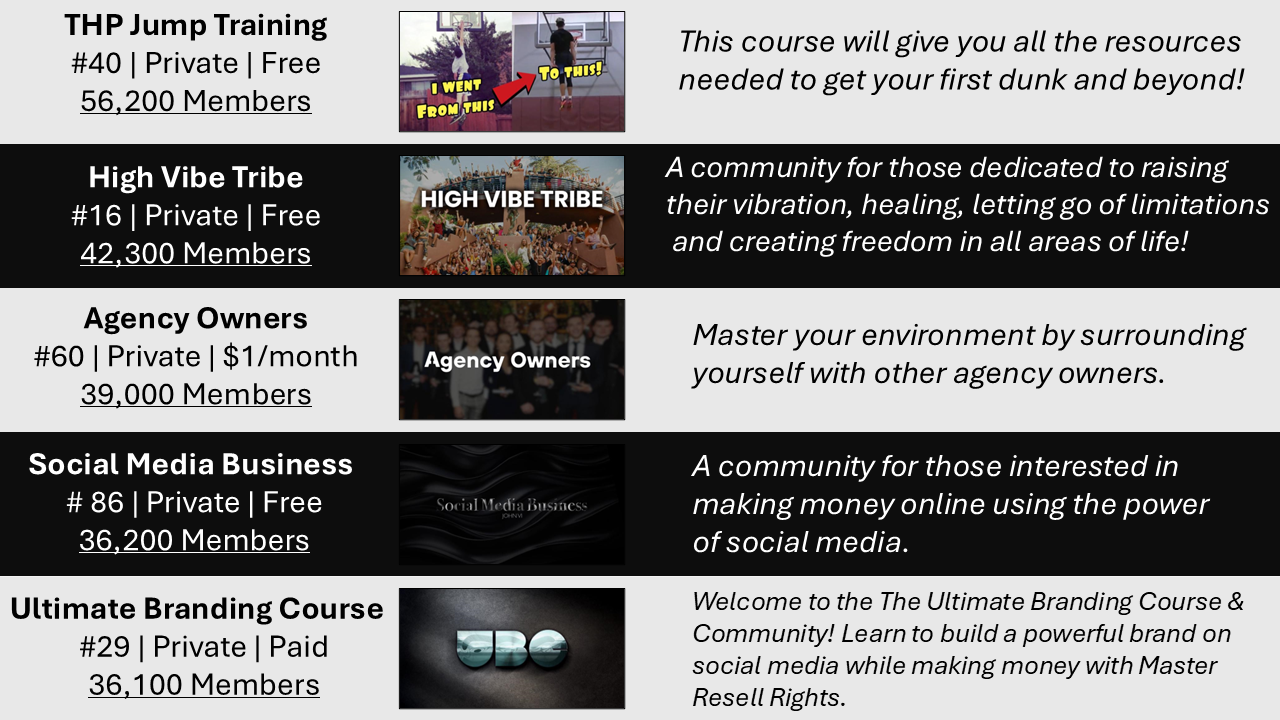 THP Jump Training
#40 | Private | Free
56,200 Members
I WENT
FROM THIS
TO THIS!
This course will give you all the resources
needed to get your first dunk and beyond!
High Vibe Tribe
#16 | Private | Free
42,300 Members
HIGH VIBE TRIBE
A community for those dedicated to raising
their vibration, healing, letting go of limitations
and creating freedom in all areas of life!
Agency Owners
#60 | Private | $1/month
39,000 Members
Agency Owners
Master your environment by surrounding
yourself with other agency owners.
Social Media Business
# 86 | Private | Free
36,200 Members
Social Media Business
JOHN VI
A community for those interested in
making money online using the power
of social media.
Ultimate Branding Course
#29 | Private | Paid
36,100 Members
UBC
Welcome to the The Ultimate Branding Course &
Community! Learn to build a powerful brand on
social media while making money with Master
Resell Rights.